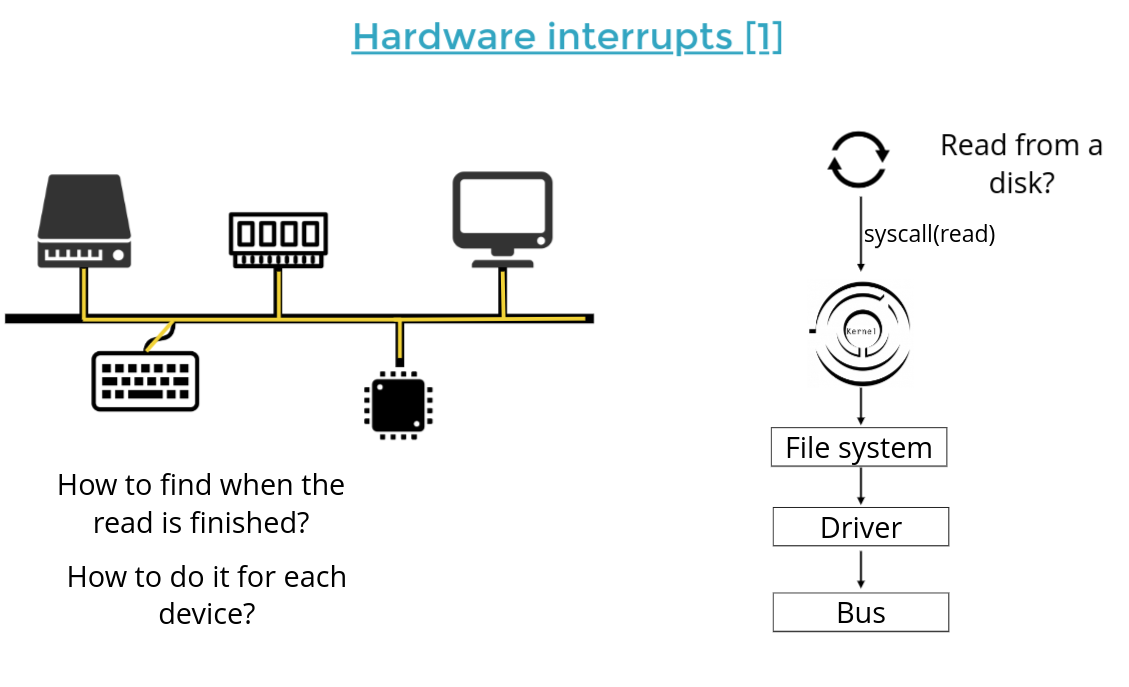 Hardware interrupts [1]
Read from a
disk?
syscall(read)
Kernel
File system
Driver
Bus
How to find when the
read is finished?
How to do it for each
device?